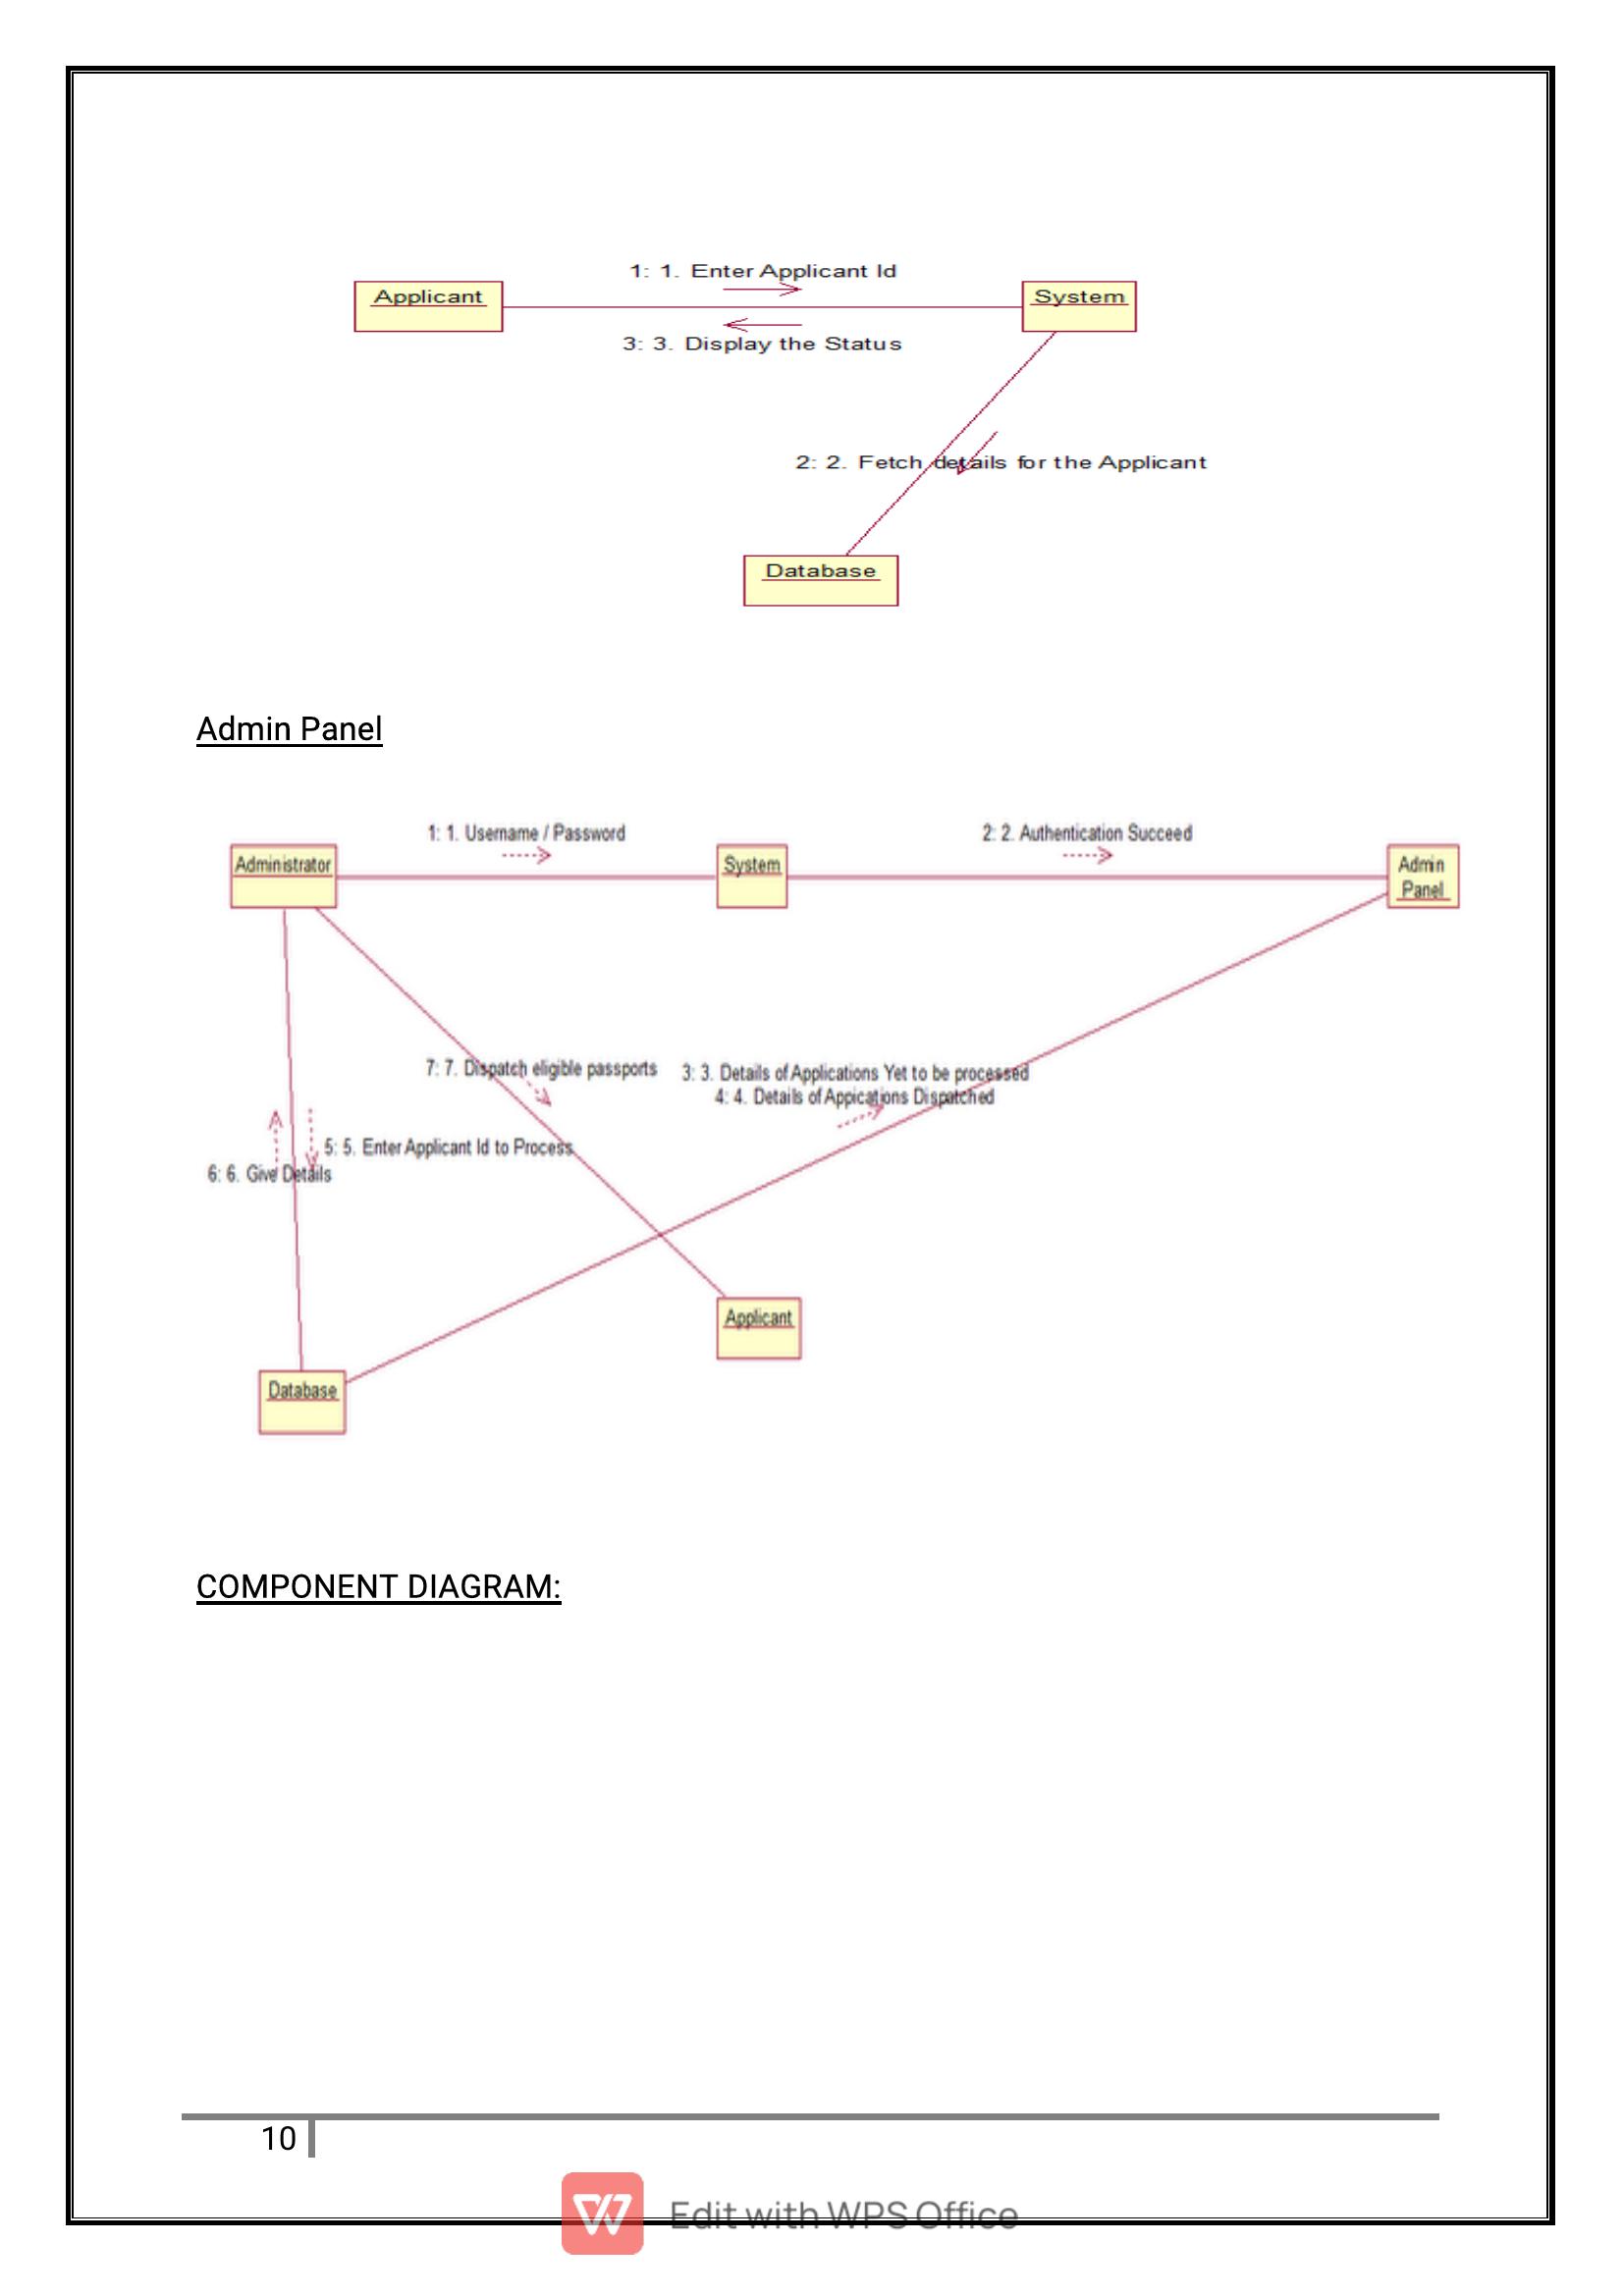 1: 1. Enter Applicant Id
Applicant
System
3: 3. Display the Status
2: 2. Fetch details for the Applicant
Database
Admin Panel
1: 1. Username / Password
2: 2. Authentication Succeed
Administrator
System
Admin
Panel
7: 7. Dispatch eligible passports
3: 3. Details of Applications Yet to be processed
4: 4. Details of Appications Dispatched
5: 5. Enter Applicant Id to Process
6: 6. Give Details
Applicant
Database
COMPONENT DIAGRAM:
10
Edit with WPS Office